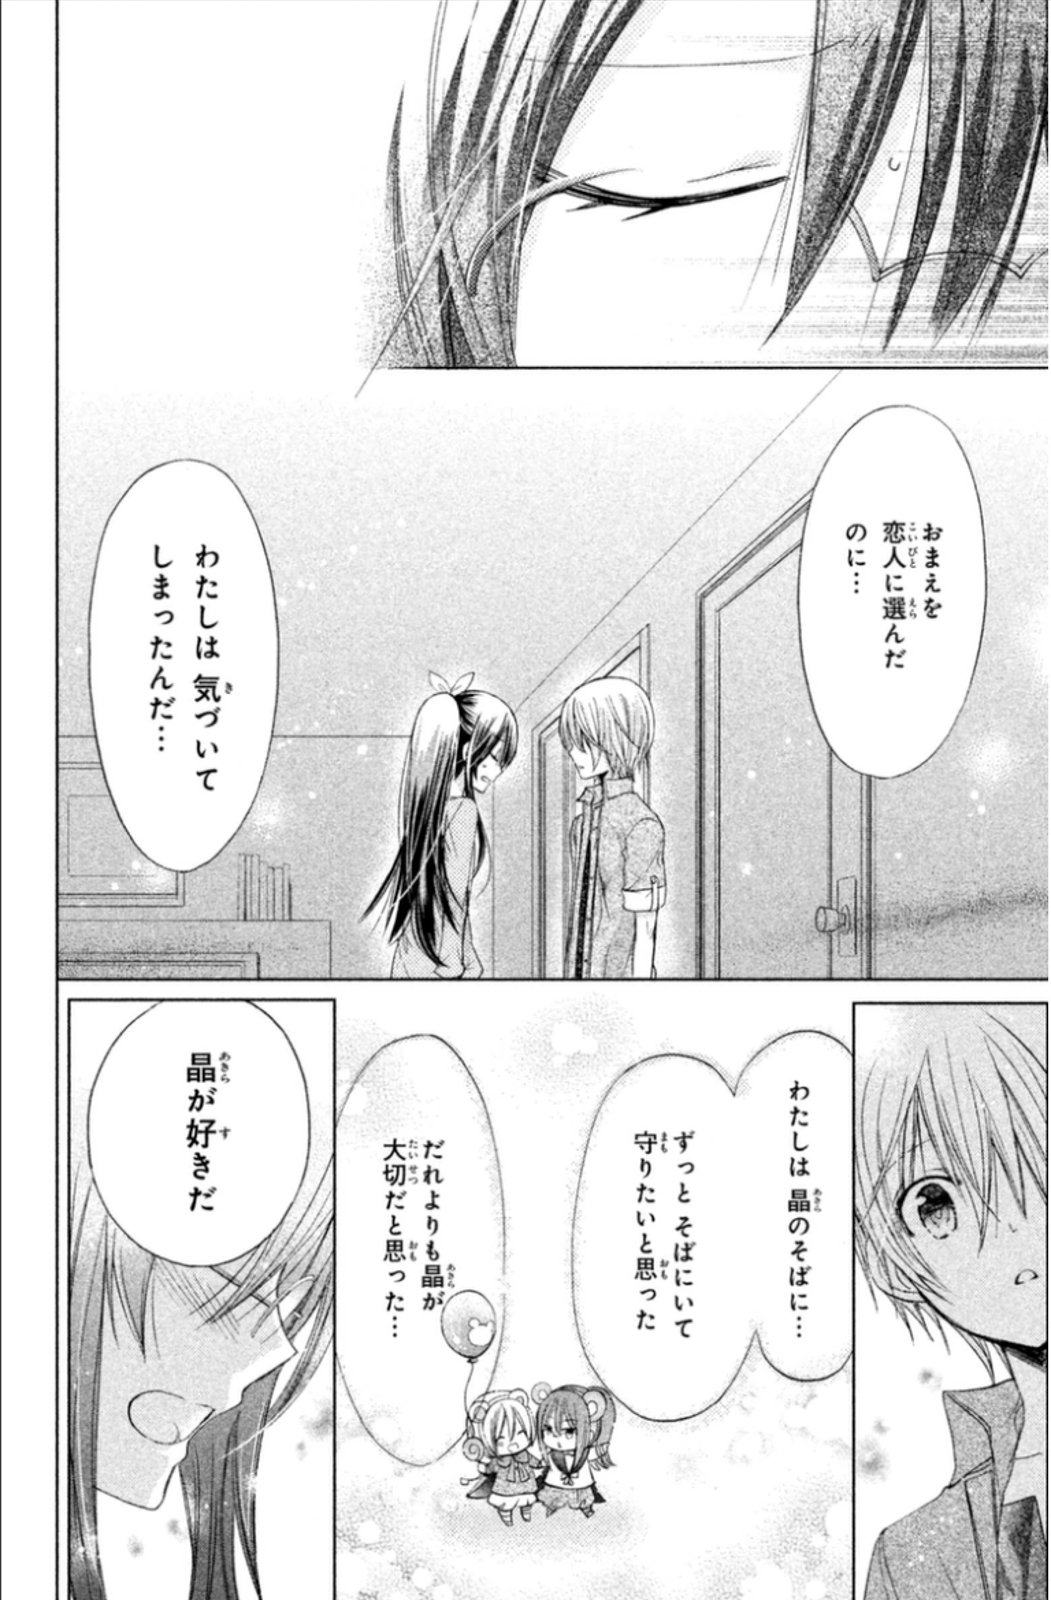 おまえを
恋人に選んだ
のに…
わたしは気づいて
しまったんだ…
わたしは晶のそばに…
ずっとそばにいて
守りたいと思った
だれよりも晶が
大切だと思った…
晶が好きだ